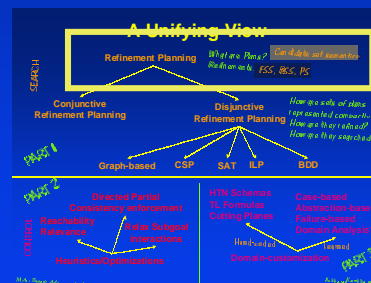 A Unifying View
SEARCH
Refinement Planning
What are Plans?
Candidate set semantics
Refinements
FSS, BSS, PS
Conjunctive
Refinement Planning
Disjunctive
Refinement Planning
How are sets of plans
represented compactly
How are they refined?
How are they searched
PART 1
Graph-based
CSP
SAT
ILP
BDD
PART 2
CONTROL
Directed Partial
Consistency enforcement
Reachability
Relevance
Relax Subgoal
interactions
Heuristics/Optimizations
HTN Schemas
TL Formulas
Cutting Planes
Case-based
Abstraction-based
Failure-based
Domain Analysis
Hand-coded
Learned
Domain-customization
PART 3